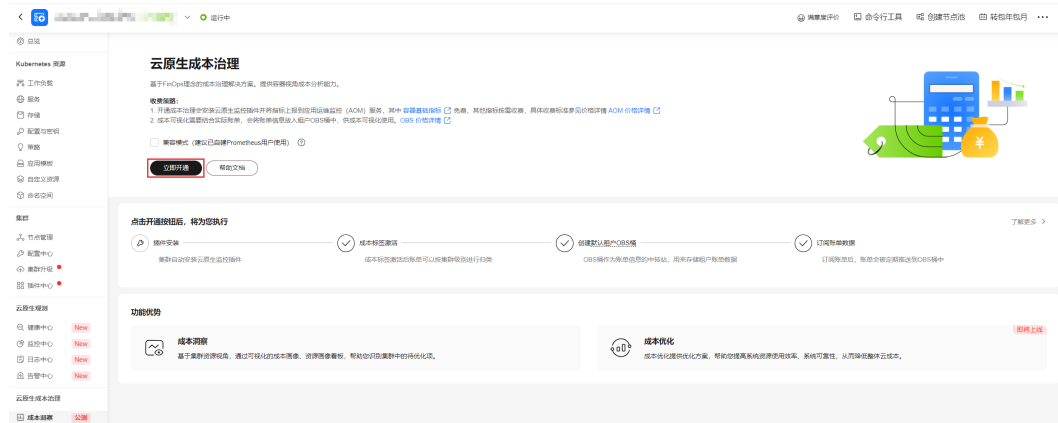 运行中
满意度评价
命令行工具
创建节点池
转包年包月
总览
Kubernetes 资源
工作负载
服务
存储
配置与密钥
策略
应用模板
自定义资源
命名空间
集群
节点管理
配置中心
集群升级
插件中心
云原生观测
健康中心 New
监控中心 New
日志中心 New
告警中心 New
云原生成本治理
成本洞察 公测
云原生成本治理
基于FinOps理念的成本治理解决方案。提供容器视角成本分析能力。
收费策略:
1. 开通成本治理会安装云原生监控插件并将指标上报到应用运维监控（AOM）服务，其中 容器基础指标 免费，其他指标按需收费，具体收费标准参见价格详情 AOM 价格详情
2. 成本可视化需要结合实际账单，会将账单信息放入租户OBS桶中，供成本可视化使用。OBS 价格详情
兼容模式（建议已自建Prometheus用户使用）
立即开通
帮助文档
点击开通按钮后，将为您执行
了解更多
插件安装
集群自动安装云原生监控插件
成本标签激活
成本标签激活后账单可以按集群级别进行归类
创建默认租户OBS桶
OBS桶作为账单信息的中转站，用来存储租户账单数据
订阅账单数据
订阅账单后，账单会被定期推送到OBS桶中
功能优势
成本洞察
基于集群资源视角，通过可视化的成本画像、资源画像看板，帮助您识别集群中的待优化项。
即将上线
成本优化
成本优化提供优化方案，帮助您提高系统资源使用效率、系统可靠性，从而降低整体云成本。